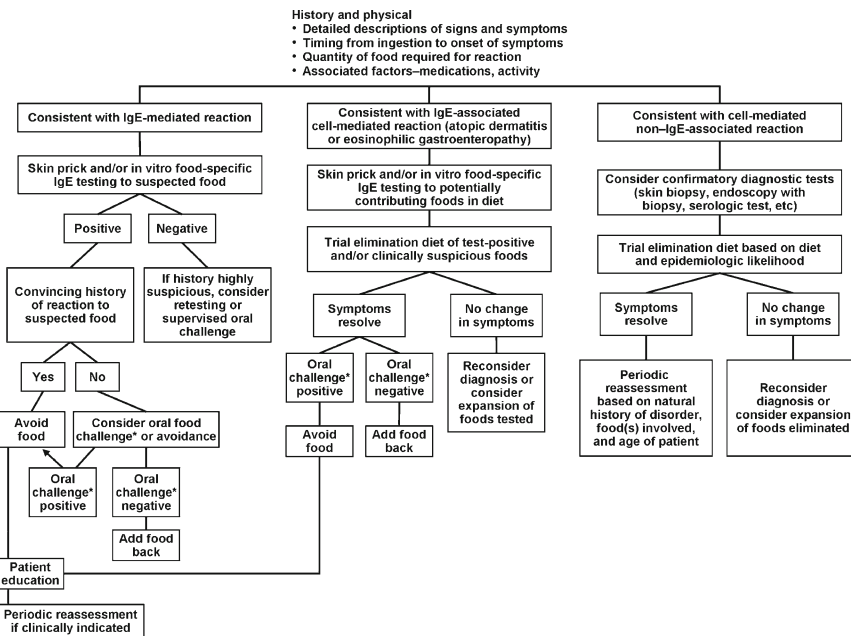 History and physical
• Detailed descriptions of signs and symptoms
• Timing from ingestion to onset of symptoms
• Quantity of food required for reaction
• Associated factors–medications, activity
Consistent with IgE-mediated reaction
Skin prick and/or in vitro food-specific
IgE testing to suspected food
Positive
Negative
Convincing history
of reaction to
suspected food
If history highly
suspicious, consider
retesting or
supervised oral
challenge
Yes
No
Avoid
food
Consider oral food
challenge* or avoidance
Oral
challenge*
positive
Oral
challenge*
negative
Add food
back
Patient
education
Periodic reassessment
if clinically indicated
Consistent with IgE-associated
cell-mediated reaction (atopic dermatitis
or eosinophilic gastroenteropathy)
Skin prick and/or in vitro food-specific
IgE testing to potentially
contributing foods in diet
Trial elimination diet of test-positive
and/or clinically suspicious foods
Symptoms
resolve
No change
in symptoms
Oral
challenge*
positive
Oral
challenge*
negative
Reconsider
diagnosis or
consider
expansion of
foods tested
Avoid
food
Add food
back
Consistent with cell-mediated
non–IgE-associated reaction
Consider confirmatory diagnostic tests
(skin biopsy, endoscopy with
biopsy, serologic test, etc)
Trial elimination diet based on diet
and epidemiologic likelihood
Symptoms
resolve
No change
in symptoms
Periodic
reassessment
based on natural
history of disorder,
food(s) involved,
and age of patient
Reconsider
diagnosis or
consider expansion
of foods eliminated